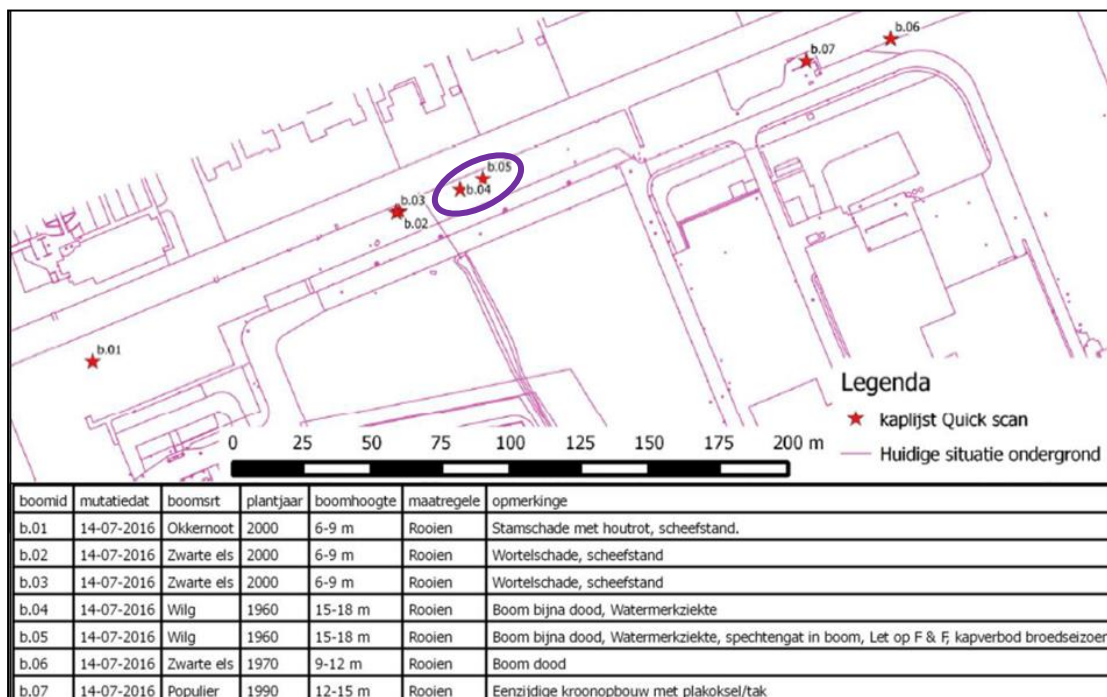 b.06
b.07
b.05
b.04
b.03
b.02
b.01
Legenda
kaplijst Quick scan
Huidige situatie ondergrond
0 25 50 75 100 125 150 175 200 m
boomid mutatiedat boomsrt plantjaar boomhoogte maatregele opmerkinge
b.01 14-07-2016 Okkernoot 2000 6-9 m Rooien Stamschade met houtrot, scheefstand.
b.02 14-07-2016 Zwarte els 2000 6-9 m Rooien Wortelschade, scheefstand
b.03 14-07-2016 Zwarte els 2000 6-9 m Rooien Wortelschade, scheefstand
b.04 14-07-2016 Wilg 1960 15-18 m Rooien Boom bijna dood, Watermerkziekte
b.05 14-07-2016 Wilg 1960 15-18 m Rooien Boom bijna dood, Watermerkziekte, spechtengat in boom, Let op F & F, kapverbod broedseizoen
b.06 14-07-2016 Zwarte els 1970 9-12 m Rooien Boom dood
b.07 14-07-2016 Populier 1990 12-15 m Rooien Eenzijdige kroonopbouw met plakoksel/tak